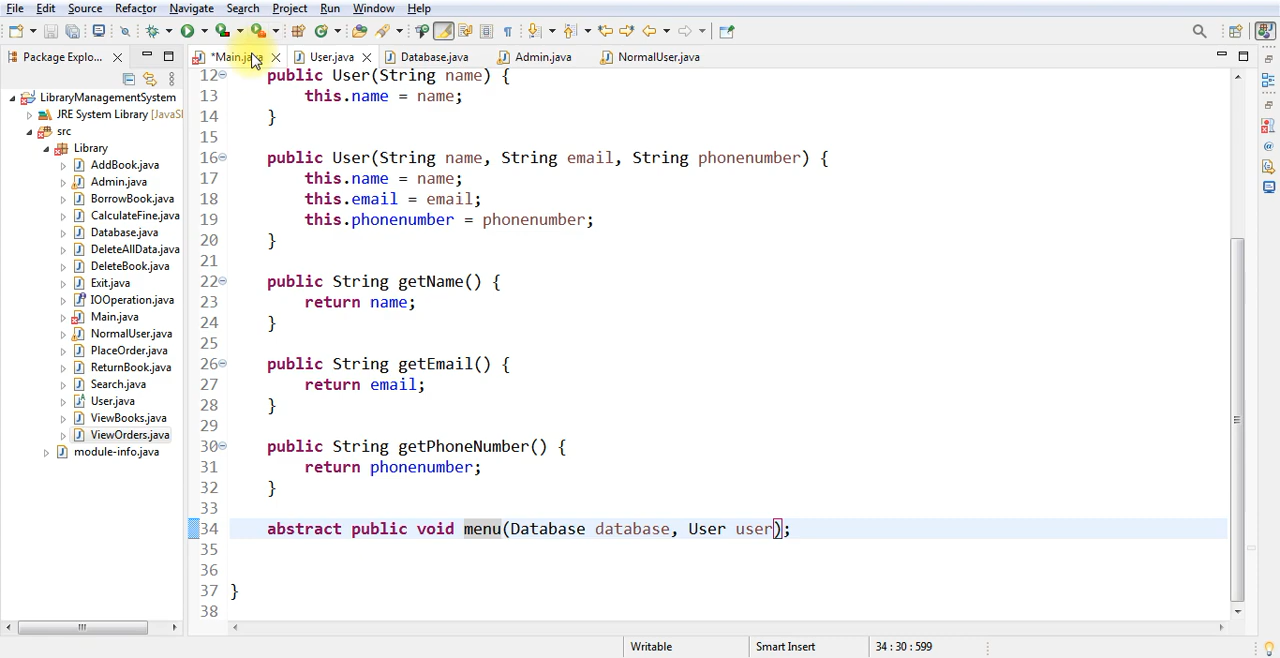 File Edit Source Refactor Navigate Search Project Run Window Help
Package Explo...
*Main.java User.java Database.java Admin.java NormalUser.java
LibraryManagementSystem
JRE System Library [JavaS
src
Library
AddBook.java
Admin.java
BorrowBook.java
CalculateFine.java
Database.java
DeleteAllData.java
DeleteBook.java
Exit.java
IOOperation.java
Main.java
NormalUser.java
PlaceOrder.java
ReturnBook.java
Search.java
User.java
ViewBooks.java
ViewOrders.java
module-info.java
12 public User(String name) {
13 this.name = name;
14 }
15
16 public User(String name, String email, String phonenumber) {
17 this.name = name;
18 this.email = email;
19 this.phonenumber = phonenumber;
20 }
21
22 public String getName() {
23 return name;
24 }
25
26 public String getEmail() {
27 return email;
28 }
29
30 public String getPhoneNumber() {
31 return phonenumber;
32 }
33
34 abstract public void menu(Database database, User user);
35
36
37 }
38
Writable Smart Insert 34 : 30 : 599